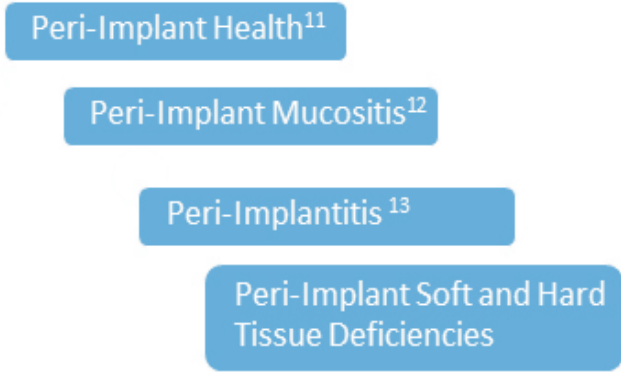 Peri-Implant Health¹¹
Peri-Implant Mucositis¹²
Peri-Implantitis ¹³
Peri-Implant Soft and Hard
Tissue Deficiencies